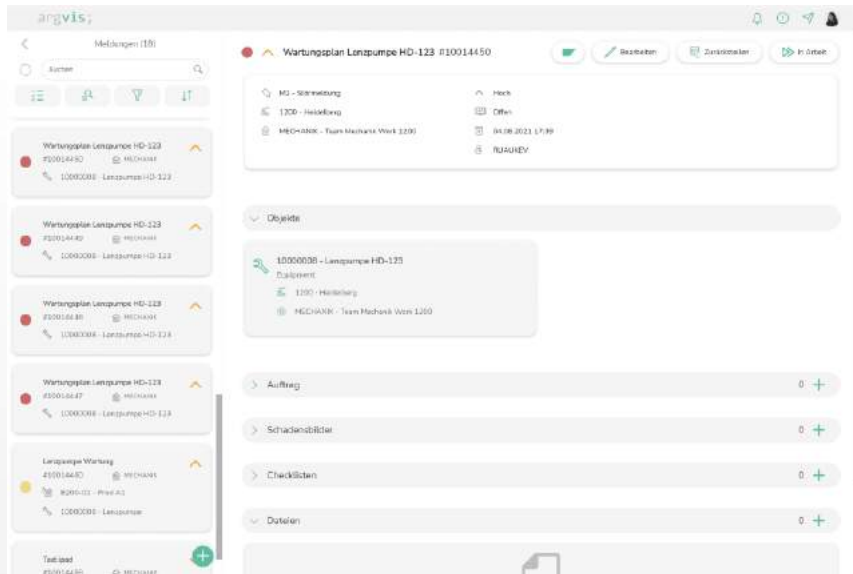 argvis;
Meldungen (18)
Suchen
Wartungsplan Lenzpumpe HD-123
#10014450 MECHANIK
10000008 - Lenzpumpe HD-123
Wartungsplan Lenzpumpe HD-123
#10014449 MECHANIK
10000008 - Lenzpumpe HD-123
Wartungsplan Lenzpumpe HD-123
#10014448 MECHANIK
10000008 - Lenzpumpe HD-123
Wartungsplan Lenzpumpe HD-123
#10014447 MECHANIK
10000008 - Lenzpumpe HD-123
Lenzpumpe Wartung
MECHANIK
10000008 - Lenzpumpe
MECHANIK
Wartungsplan Lenzpumpe HD-123 #10014450
Bearbeiten
Zurückstellen
In Arbeit
M2 - Störmeldung
Hoch
1200 - Heidelberg
Offen
MECHANIK - Team Mechanik Werk 1200
04.08.2021 17:39
Objekte
10000008 - Lenzpumpe HD-123
Equipment
1200 - Heidelberg
MECHANIK - Team Mechanik Werk 1200
Auftrag 0
Schadensbilder 0
Checklisten 0
Dateien 0